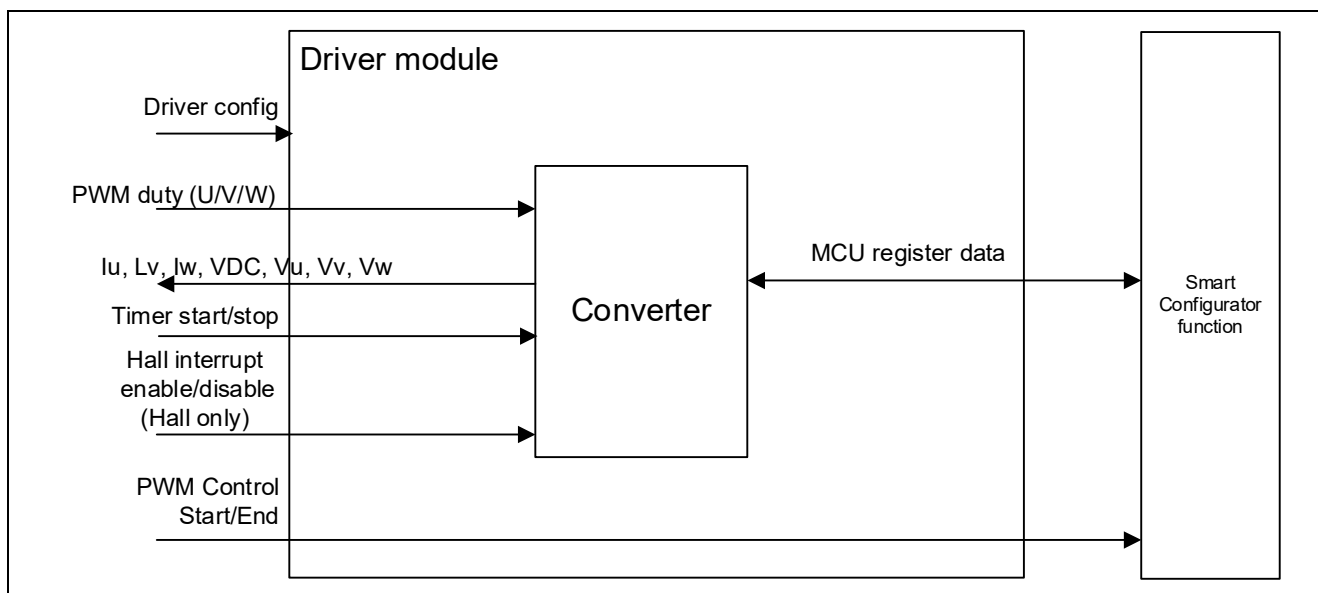 Driver module
Driver config
PWM duty (U/V/W)
Iu, Lv, Iw, VDC, Vu, Vv, Vw
Timer start/stop
Hall interrupt
enable/disable
(Hall only)
PWM Control
Start/End
Converter
MCU register data
Smart
Configurator
function